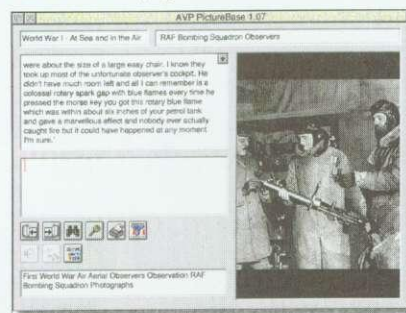 AVP PictureBase 1.07
World War I - At Sea and in the Air
RAF Bombing Squadron Observers
were about the size of a large easy chair. I know they
took up most of the unfortunate observer's cockpit. He
didn't have much room left and all I can remember is a
colossal rotary spark gap with blue flames every time he
pressed the morse key you got this rotary blue flame
which was within about six inches of your petrol tank
and gave a marvellous effect and nobody ever actually
caught fire but it could have happened at any moment
I'm sure.'
First World War Air Aerial Observers Observation RAF
Bombing Squadron Photographs